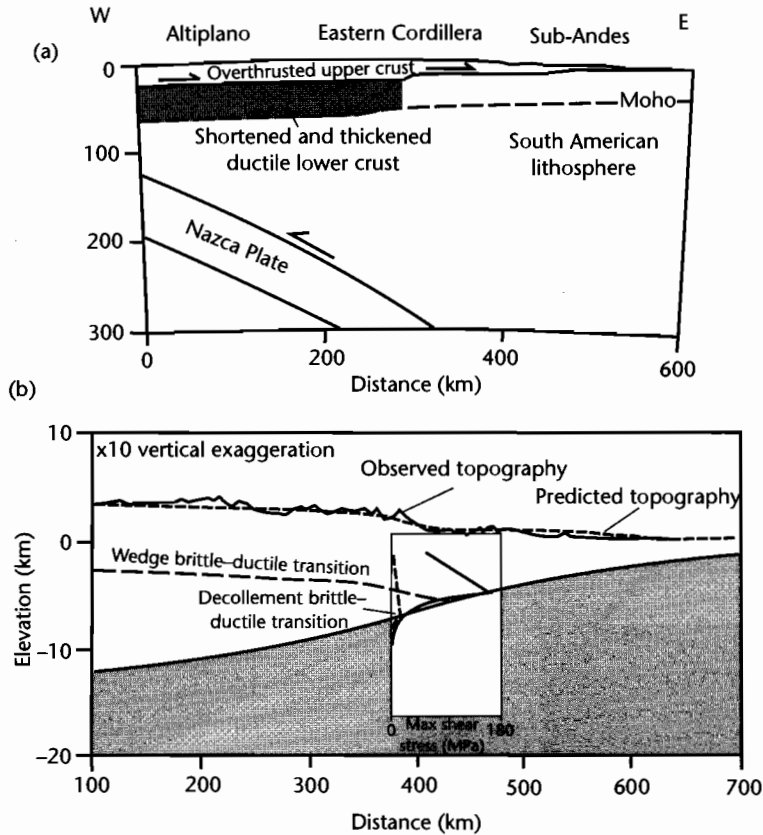 W
E
Altiplano Eastern Cordillera Sub-Andes
(a)
0
Overthrusted upper crust
Moho
Shortened and thickened
ductile lower crust
South American
lithosphere
100
Nazca Plate
200
300
0 200 400 600
Distance (km)
(b)
10
x10 vertical exaggeration
Observed topography
Predicted topography
0
Wedge brittle–ductile transition
Decollement brittle–
ductile transition
Elevation (km)
–10
0 Max shear 180
stress (MPa)
–20
100 200 300 400 500 600 700
Distance (km)